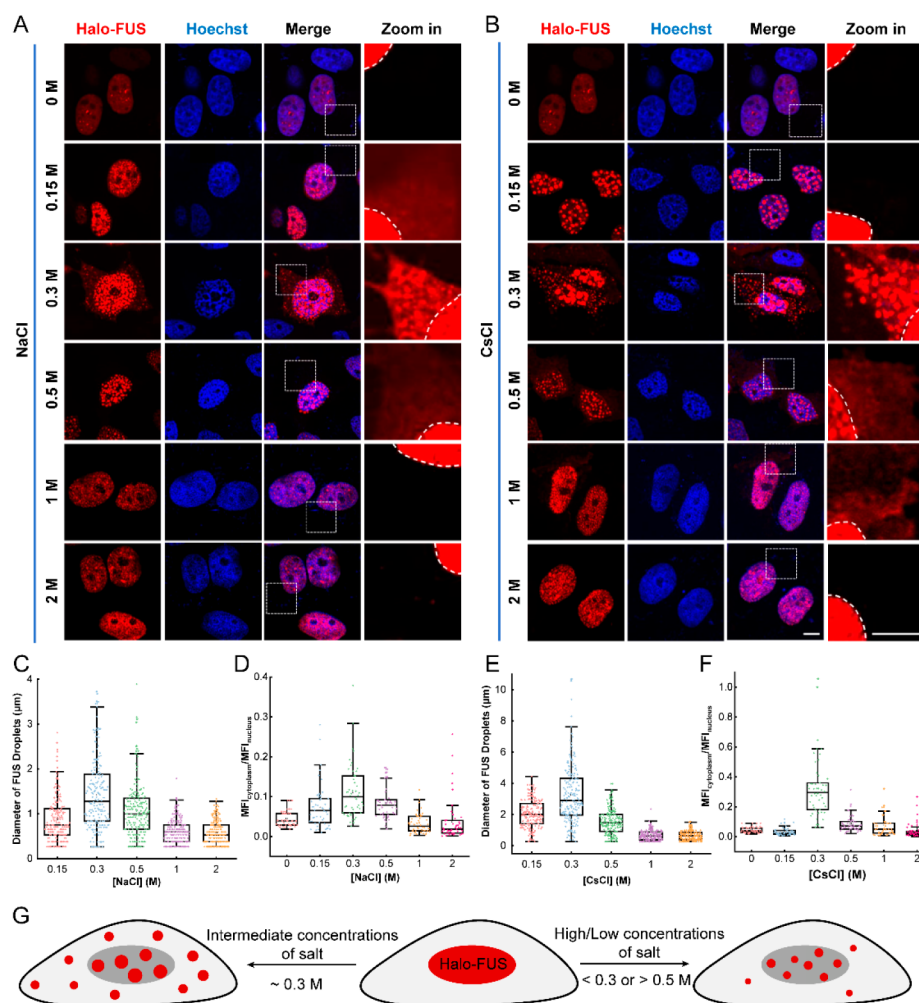 A
Halo-FUS Hoechst Merge Zoom in
NaCl
0 M
0.15 M
0.3 M
0.5 M
1 M
2 M
B
Halo-FUS Hoechst Merge Zoom in
CsCl
0 M
0.15 M
0.3 M
0.5 M
1 M
2 M
C
Diameter of FUS Droplets (µm)
4
3
2
1
0
0.15 0.3 0.5 1 2
[NaCl] (M)
D
MFIcytoplasm/MFInucleus
0.4
0.2
0.1
0.0
0 0.15 0.3 0.5 1 2
[NaCl] (M)
E
Diameter of FUS Droplets (µm)
10
8
6
4
2
0
0.15 0.3 0.5 1 2
[CsCl] (M)
F
MFIcytoplasm/MFInucleus
1.0
0.8
0.6
0.4
0.2
0.0
0 0.15 0.3 0.5 1 2
[CsCl] (M)
G
Intermediate concentrations
of salt
~ 0.3 M
Halo-FUS
High/Low concentrations
of salt
< 0.3 or > 0.5 M